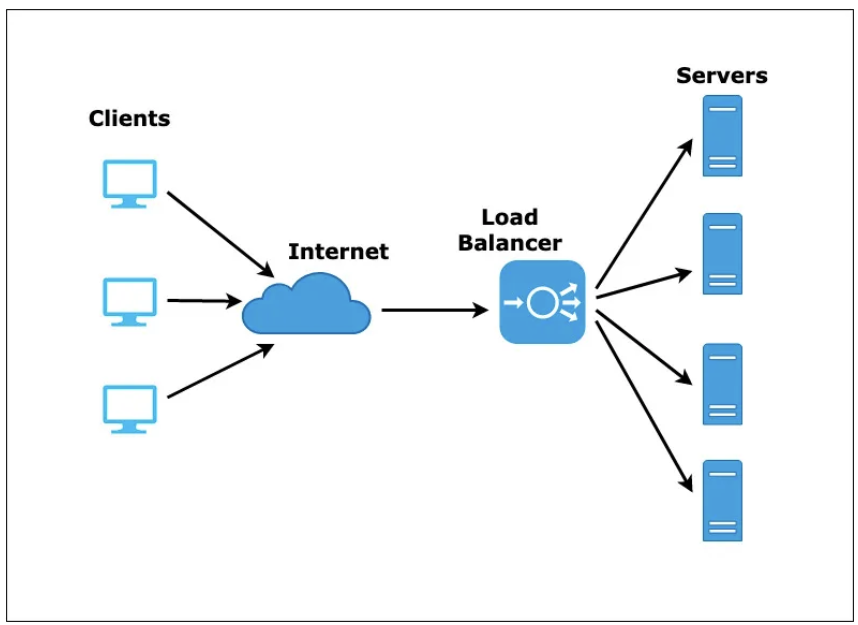 Servers
Clients
Load
Balancer
Internet